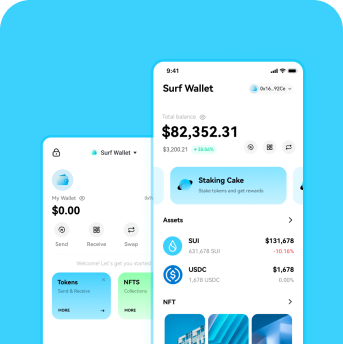 9:41
Surf Wallet
0x16...92Ce
Total balance
$82,352.31
$3,200.21
Staking Cake
Stake tokens and get rewards
Assets
SUI
$131,678
631,678 SUI
-10.16%
USDC
$1,678
1,678 USDC
0.00%
NFT
Surf Wallet
My Wallet
$0.00
Send
Receive
Swap
Welcome! Let's get you started
Tokens
Send & Receive
MORE
NFTS
Collections
MORE